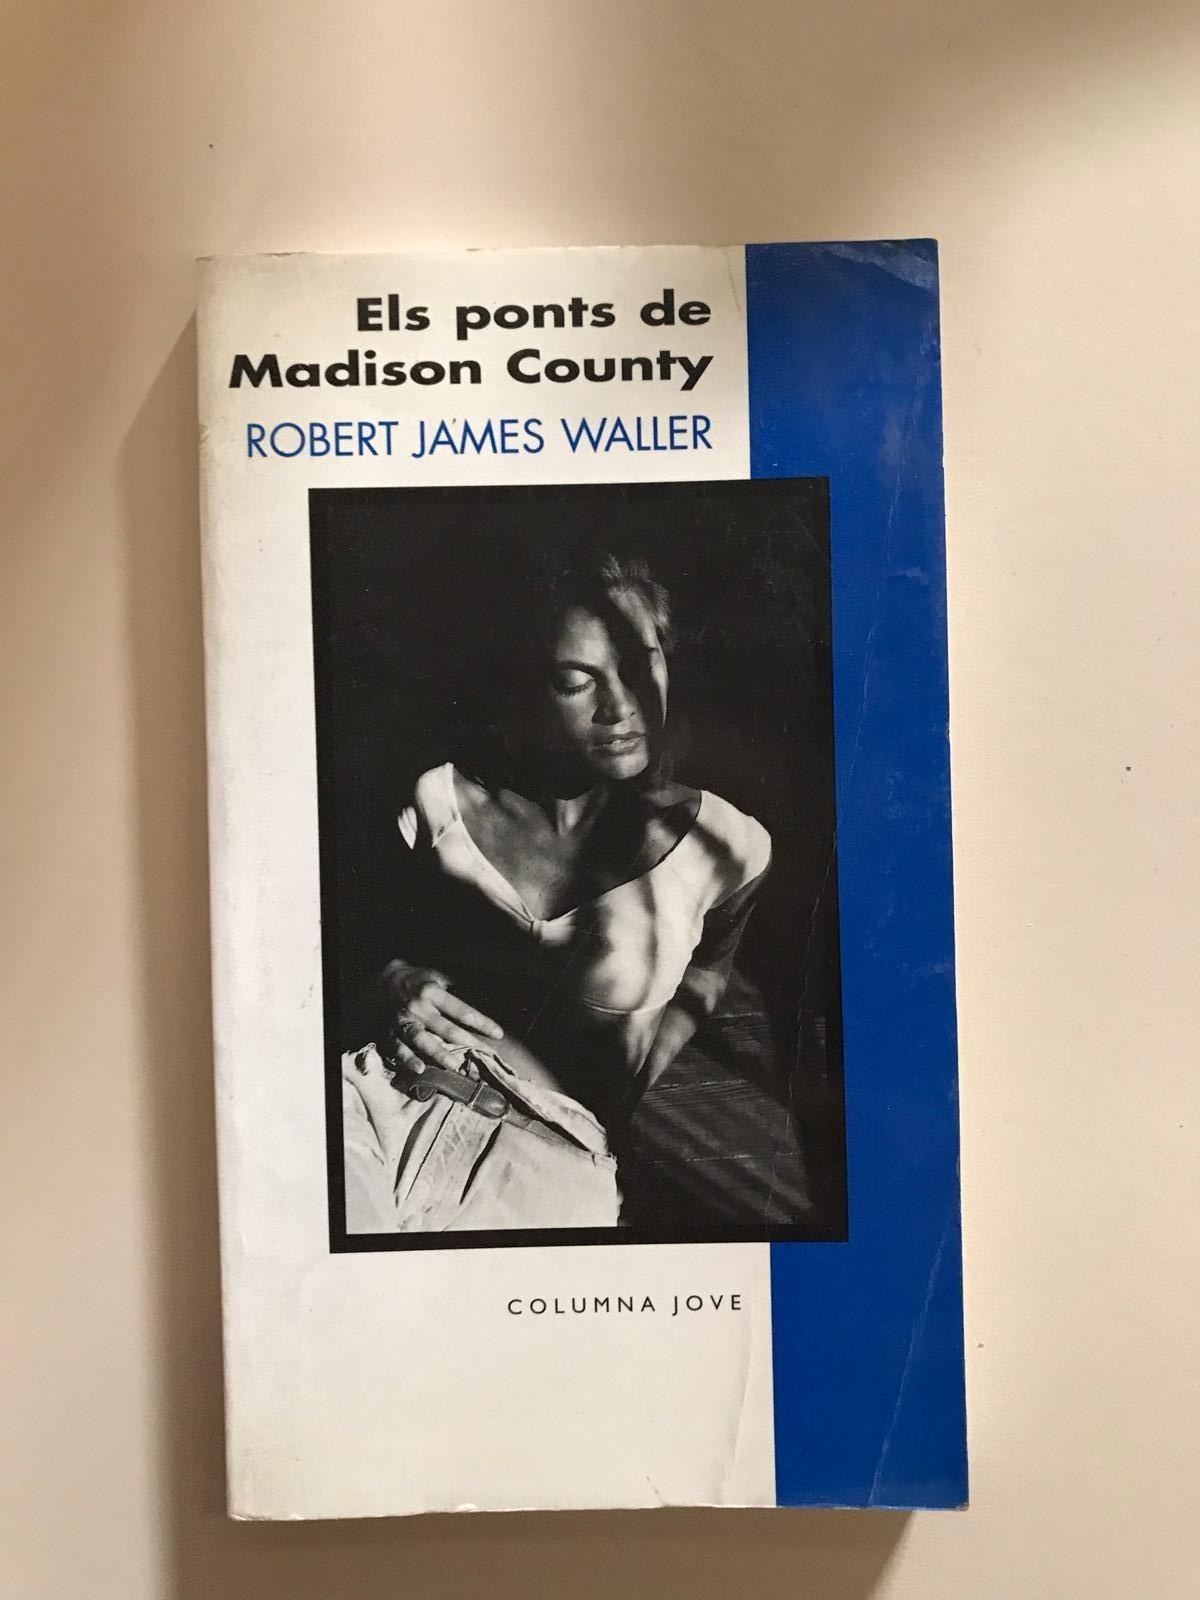 Els ponts de
Madison County
ROBERT JAMES WALLER
COLUMNA JOVE